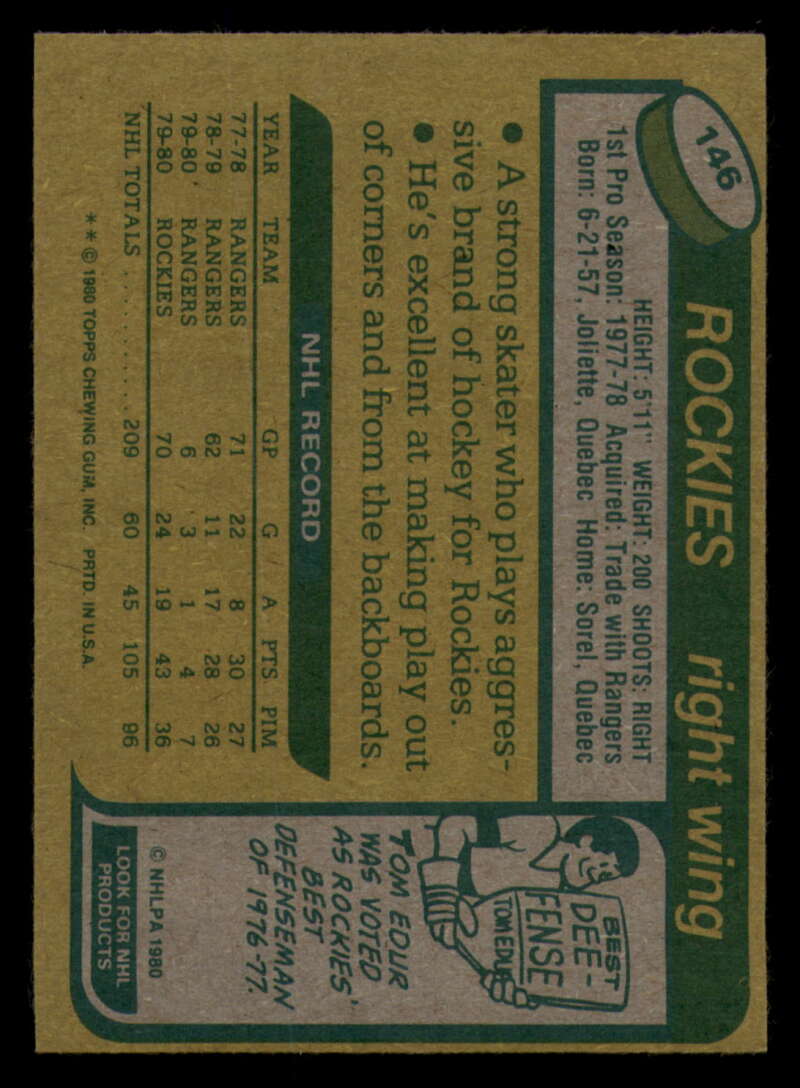 146
ROCKIES right wing
HEIGHT: 5'11" WEIGHT: 200 SHOOTS: RIGHT
1st Pro Season: 1977-78 Acquired: Trade with Rangers
Born: 6-21-57, Joliette, Quebec Home: Sorel, Quebec
• A strong skater who plays aggres-
sive brand of hockey for Rockies.
• He's excellent at making play out
of corners and from the backboards.
NHL RECORD
YEAR TEAM GP G A PTS PIM
77-78 RANGERS 71 22 8 30 27
78-79 RANGERS 62 11 17 28 26
79-80 RANGERS 6 3 1 4 7
79-80 ROCKIES 70 24 19 43 36
NHL TOTALS ..........209 60 45 105 96
* * © 1980 TOPPS CHEWING GUM, INC. PRTD. IN U.S.A.
BEST
DEE-
FENSE
TOM EDUR
TOM EDUR
WAS VOTED
AS ROCKIES'
BEST
DEFENSEMAN
OF 1976-77.
© NHLPA 1980
LOOK FOR NHL
PRODUCTS